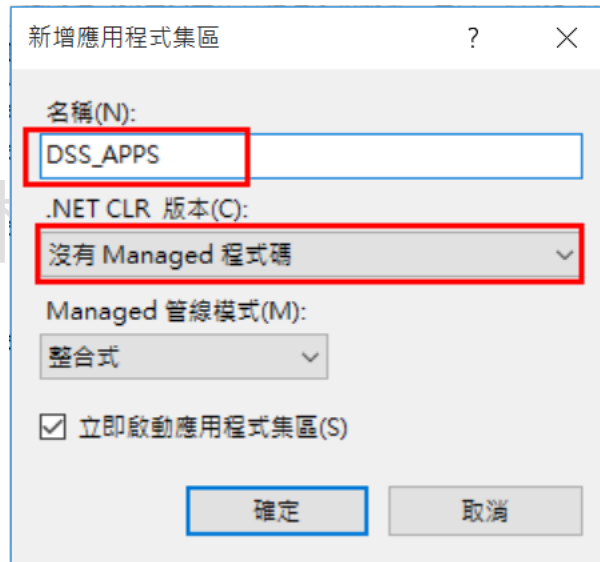 新增應用程式集區
?
名稱(N):
DSS_APPS
.NET CLR 版本(C):
沒有 Managed 程式碼
Managed 管線模式(M):
整合式
立即啟動應用程式集區(S)
確定 取消